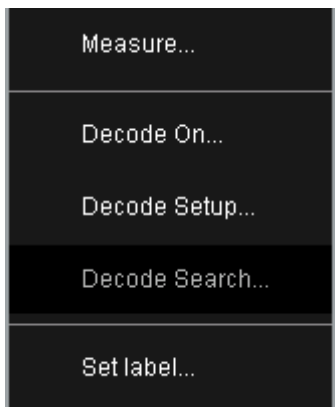 Measure...
Decode On...
Decode Setup...
Decode Search...
Set label...